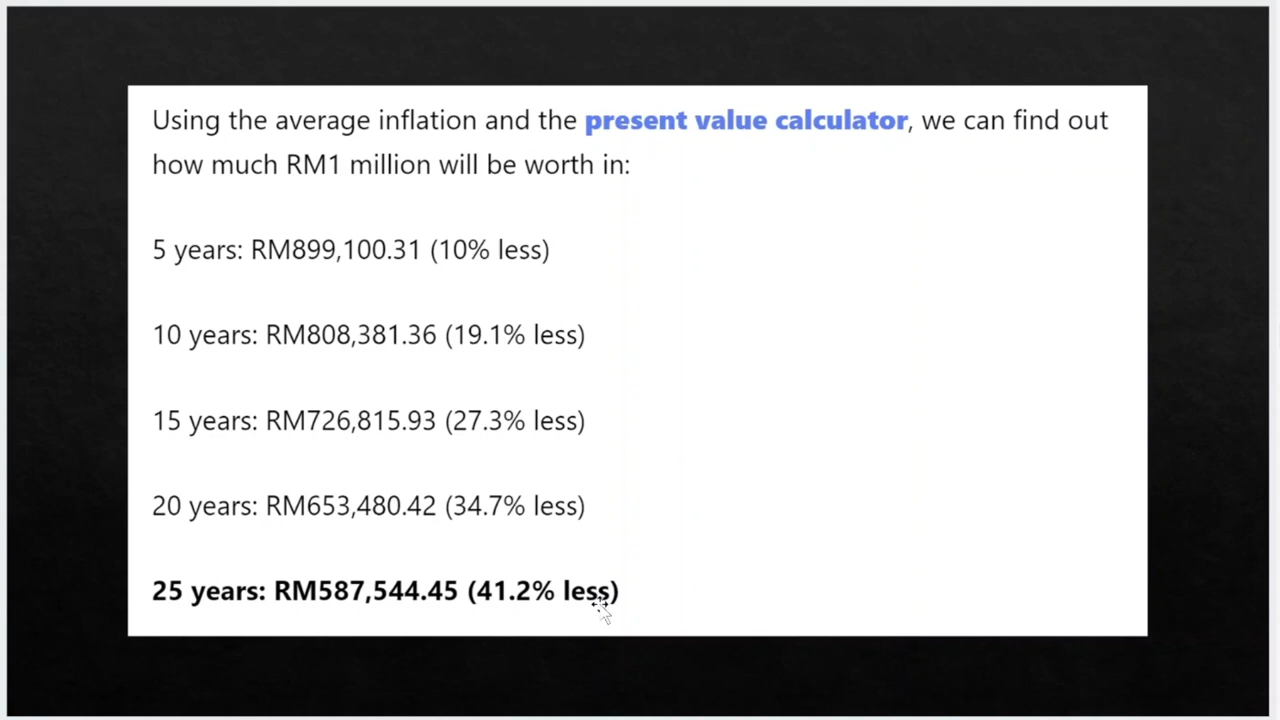 Using the average inflation and the present value calculator, we can find out
how much RM1 million will be worth in:
5 years: RM899,100.31 (10% less)
10 years: RM808,381.36 (19.1% less)
15 years: RM726,815.93 (27.3% less)
20 years: RM653,480.42 (34.7% less)
25 years: RM587,544.45 (41.2% less)